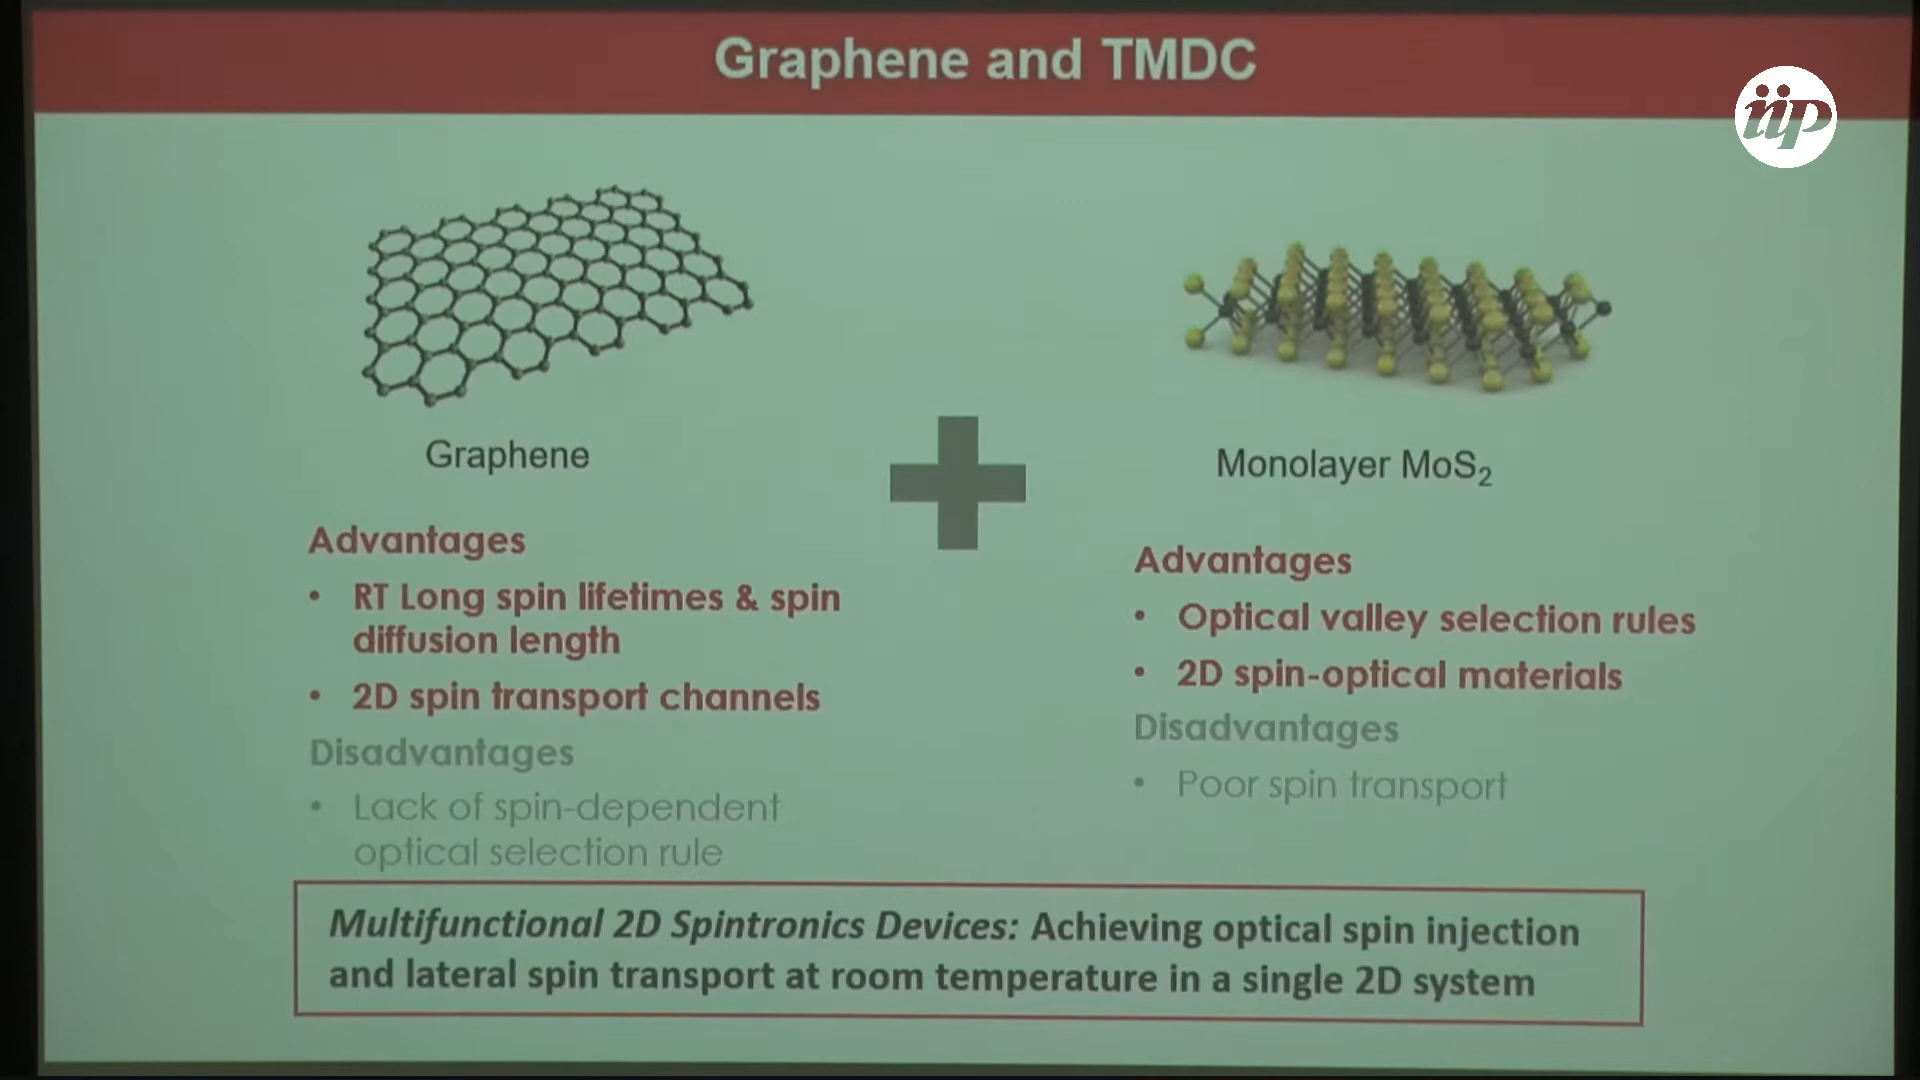 Graphene and TMDC
iip
Graphene
Monolayer MoS₂
Advantages
• RT Long spin lifetimes & spin
diffusion length
• 2D spin transport channels
Disadvantages
• Lack of spin-dependent
optical selection rule
Advantages
• Optical valley selection rules
• 2D spin-optical materials
Disadvantages
• Poor spin transport
Multifunctional 2D Spintronics Devices: Achieving optical spin injection
and lateral spin transport at room temperature in a single 2D system